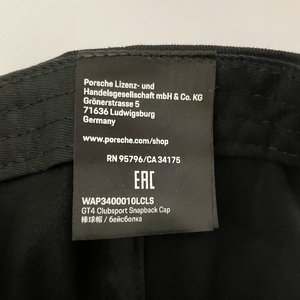 Porsche Lizenz- und
Handelsgesellschaft mbH & Co. KG
Grönerstrasse 5
71636 Ludwigsburg
Germany
www.porsche.com/shop
RN 95796/CA 34175
EAC
WAP3400010LCLS
GT4 Clubsport Snapback Cap
棒球帽 / бейсболка